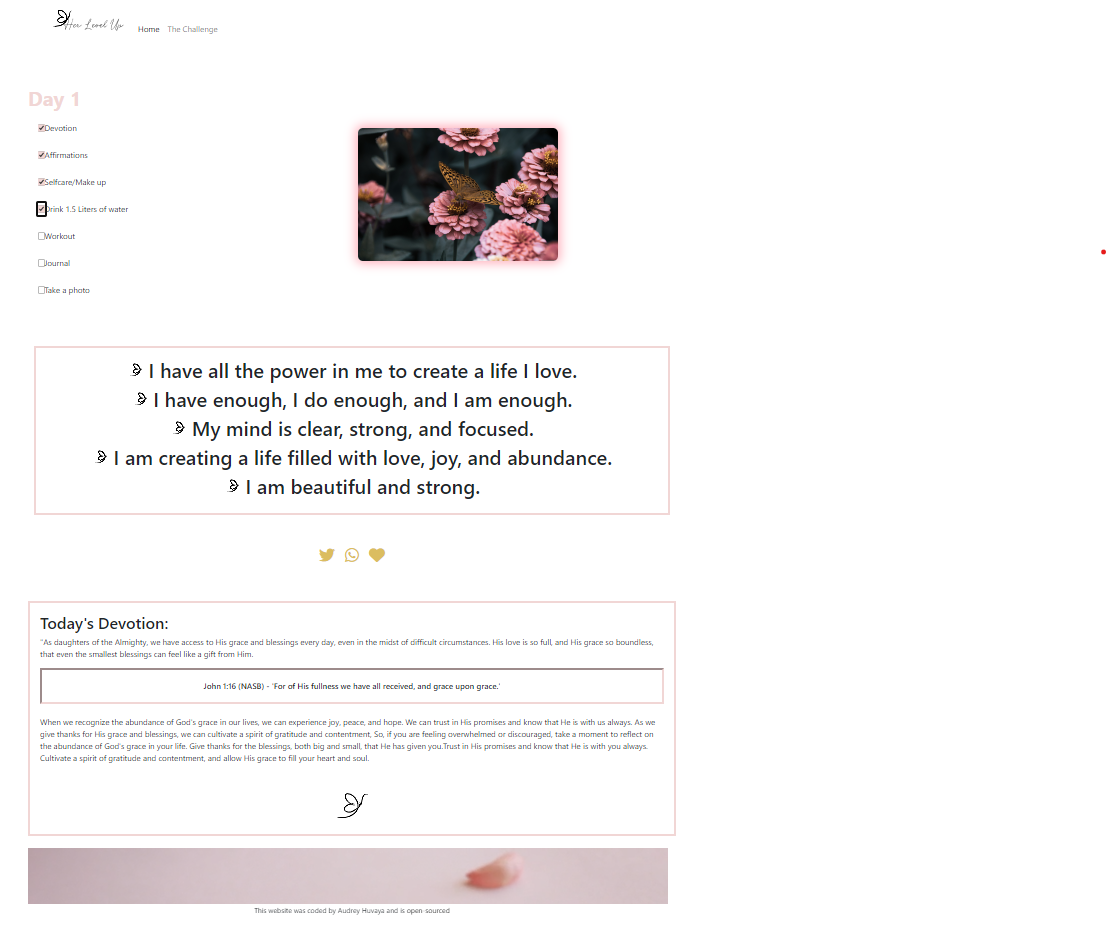 Her Level Up
Home The Challenge
Day 1
Devotion
Affirmations
Selfcare/Make up
Drink 1.5 Liters of water
Workout
Journal
Take a photo
I have all the power in me to create a life I love.
I have enough, I do enough, and I am enough.
My mind is clear, strong, and focused.
I am creating a life filled with love, joy, and abundance.
I am beautiful and strong.
Today's Devotion:
"As daughters of the Almighty, we have access to His grace and blessings every day, even in the midst of difficult circumstances. His love is so full, and His grace so boundless,
that even the smallest blessings can feel like a gift from Him.
John 1:16 (NASB) - 'For of His fullness we have all received, and grace upon grace.'
When we recognize the abundance of God's grace in our lives, we can experience joy, peace, and hope. We can trust in His promises and know that He is with us always. As we
give thanks for His grace and blessings, we can cultivate a spirit of gratitude and contentment, So, if you are feeling overwhelmed or discouraged, take a moment to reflect on
the abundance of God's grace in your life. Give thanks for the blessings, both big and small, that He has given you.Trust in His promises and know that He is with you always.
Cultivate a spirit of gratitude and contentment, and allow His grace to fill your heart and soul.
This website was coded by Audrey Huvaya and is open-sourced